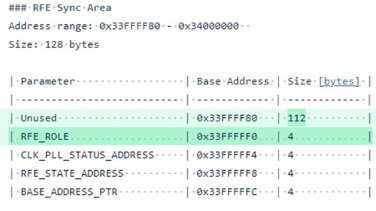 ### RFE Sync Area
Address range: 0x33FFFF80 - 0x34000000
Size: 128 bytes
| Parameter | Base Address | Size [bytes] |
| ------------------------ | ------------ | ------------ |
| Unused | 0x33FFFF80 | 112 |
| RFE_ROLE | 0x33FFFFF0 | 4 |
| CLK_PLL_STATUS_ADDRESS | 0x33FFFFF4 | 4 |
| RFE_STATE_ADDRESS | 0x33FFFFF8 | 4 |
| BASE_ADDRESS_PTR | 0x33FFFFFC | 4 |